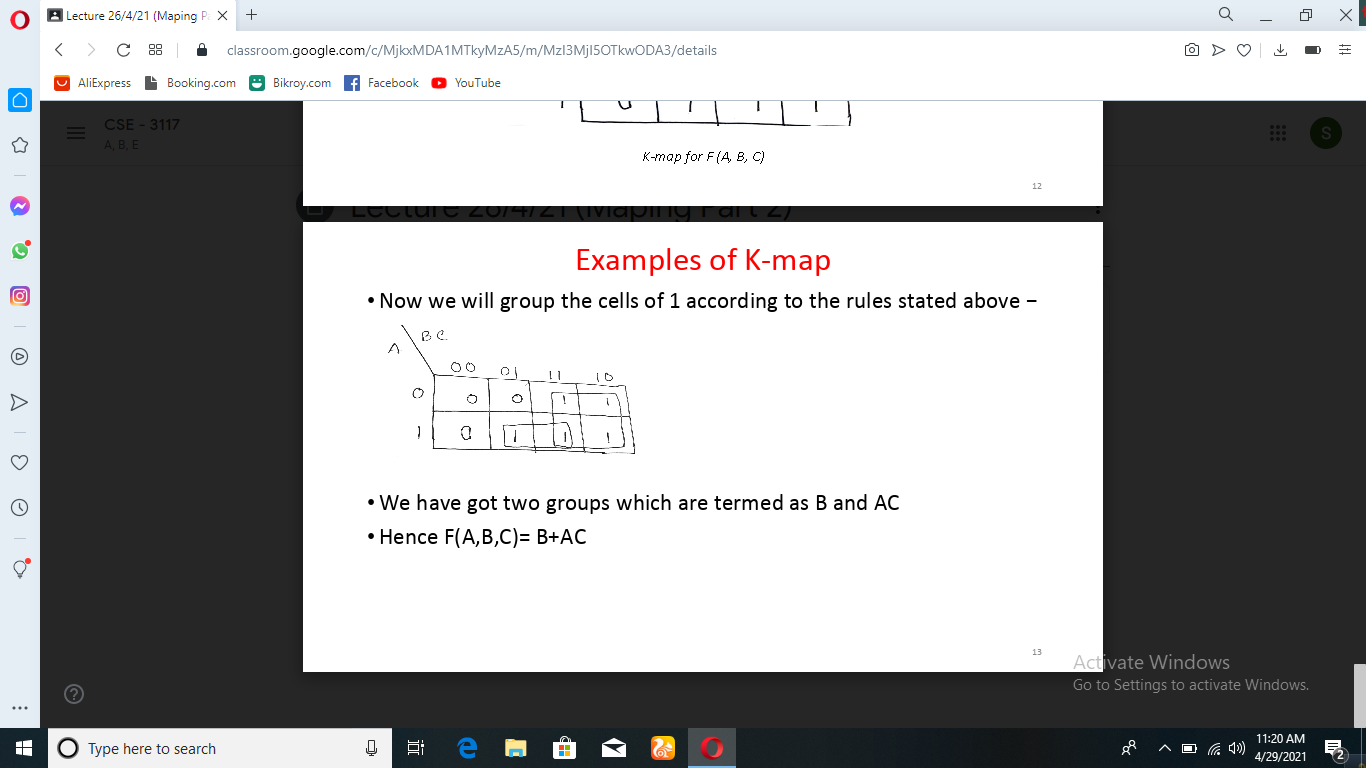 Lecture 26/4/21 (Maping P
classroom.google.com/c/MjkxMDA1MTkyMzA5/m/MzI3MjI5OTkwODA3/details
AliExpress Booking.com Bikroy.com Facebook YouTube
CSE - 3117
A, B, E
S
K-map for F (A, B, C)
12
Lecture 26/4/21 (Maping Part 2)
Examples of K-map
• Now we will group the cells of 1 according to the rules stated above –
A BC
00 01 11 10
0 0 0 1 1
1 0 1 1 1
• We have got two groups which are termed as B and AC
• Hence F(A,B,C)= B+AC
13
Activate Windows
Go to Settings to activate Windows.
Type here to search
11:20 AM
4/29/2021
2